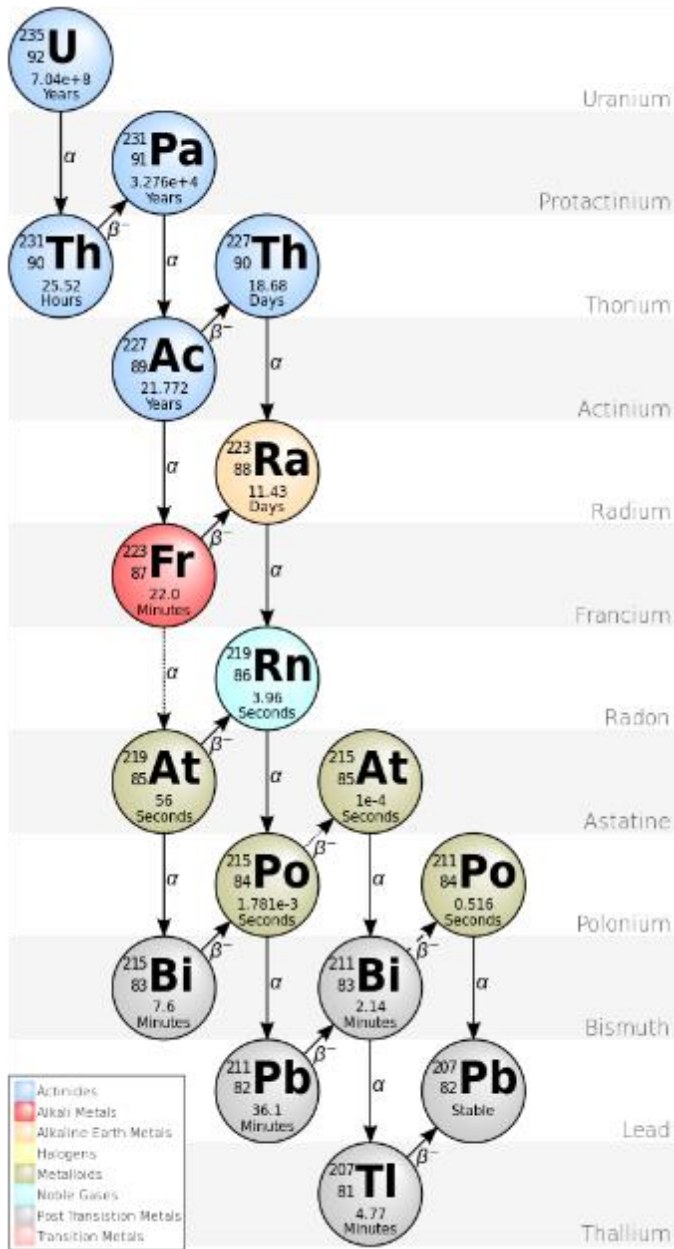 235
92 U
7.04e+8
Years
Uranium
α
231
91 Pa
3.276e+4
Years
Protactinium
231
90 Th
25.52
Hours
β⁻
α
227
90 Th
18.68
Days
Thorium
227
89 Ac
21.772
Years
β⁻
α
Actinium
α
223
88 Ra
11.43
Days
Radium
223
87 Fr
22.0
Minutes
β⁻
α
Francium
α
219
86 Rn
3.96
Seconds
Radon
219
85 At
56
Seconds
β⁻
α
215
85 At
1e-4
Seconds
Astatine
α
215
84 Po
1.781e-3
Seconds
β⁻
α
211
84 Po
0.516
Seconds
Polonium
215
83 Bi
7.6
Minutes
β⁻
α
211
83 Bi
2.14
Minutes
β⁻
α
Bismuth
211
82 Pb
36.1
Minutes
β⁻
α
207
82 Pb
Stable
Lead
207
81 Tl
4.77
Minutes
β⁻
Thallium
Actinides
Alkali Metals
Alkaline Earth Metals
Halogens
Metalloids
Noble Gases
Post Transistion Metals
Transition Metals